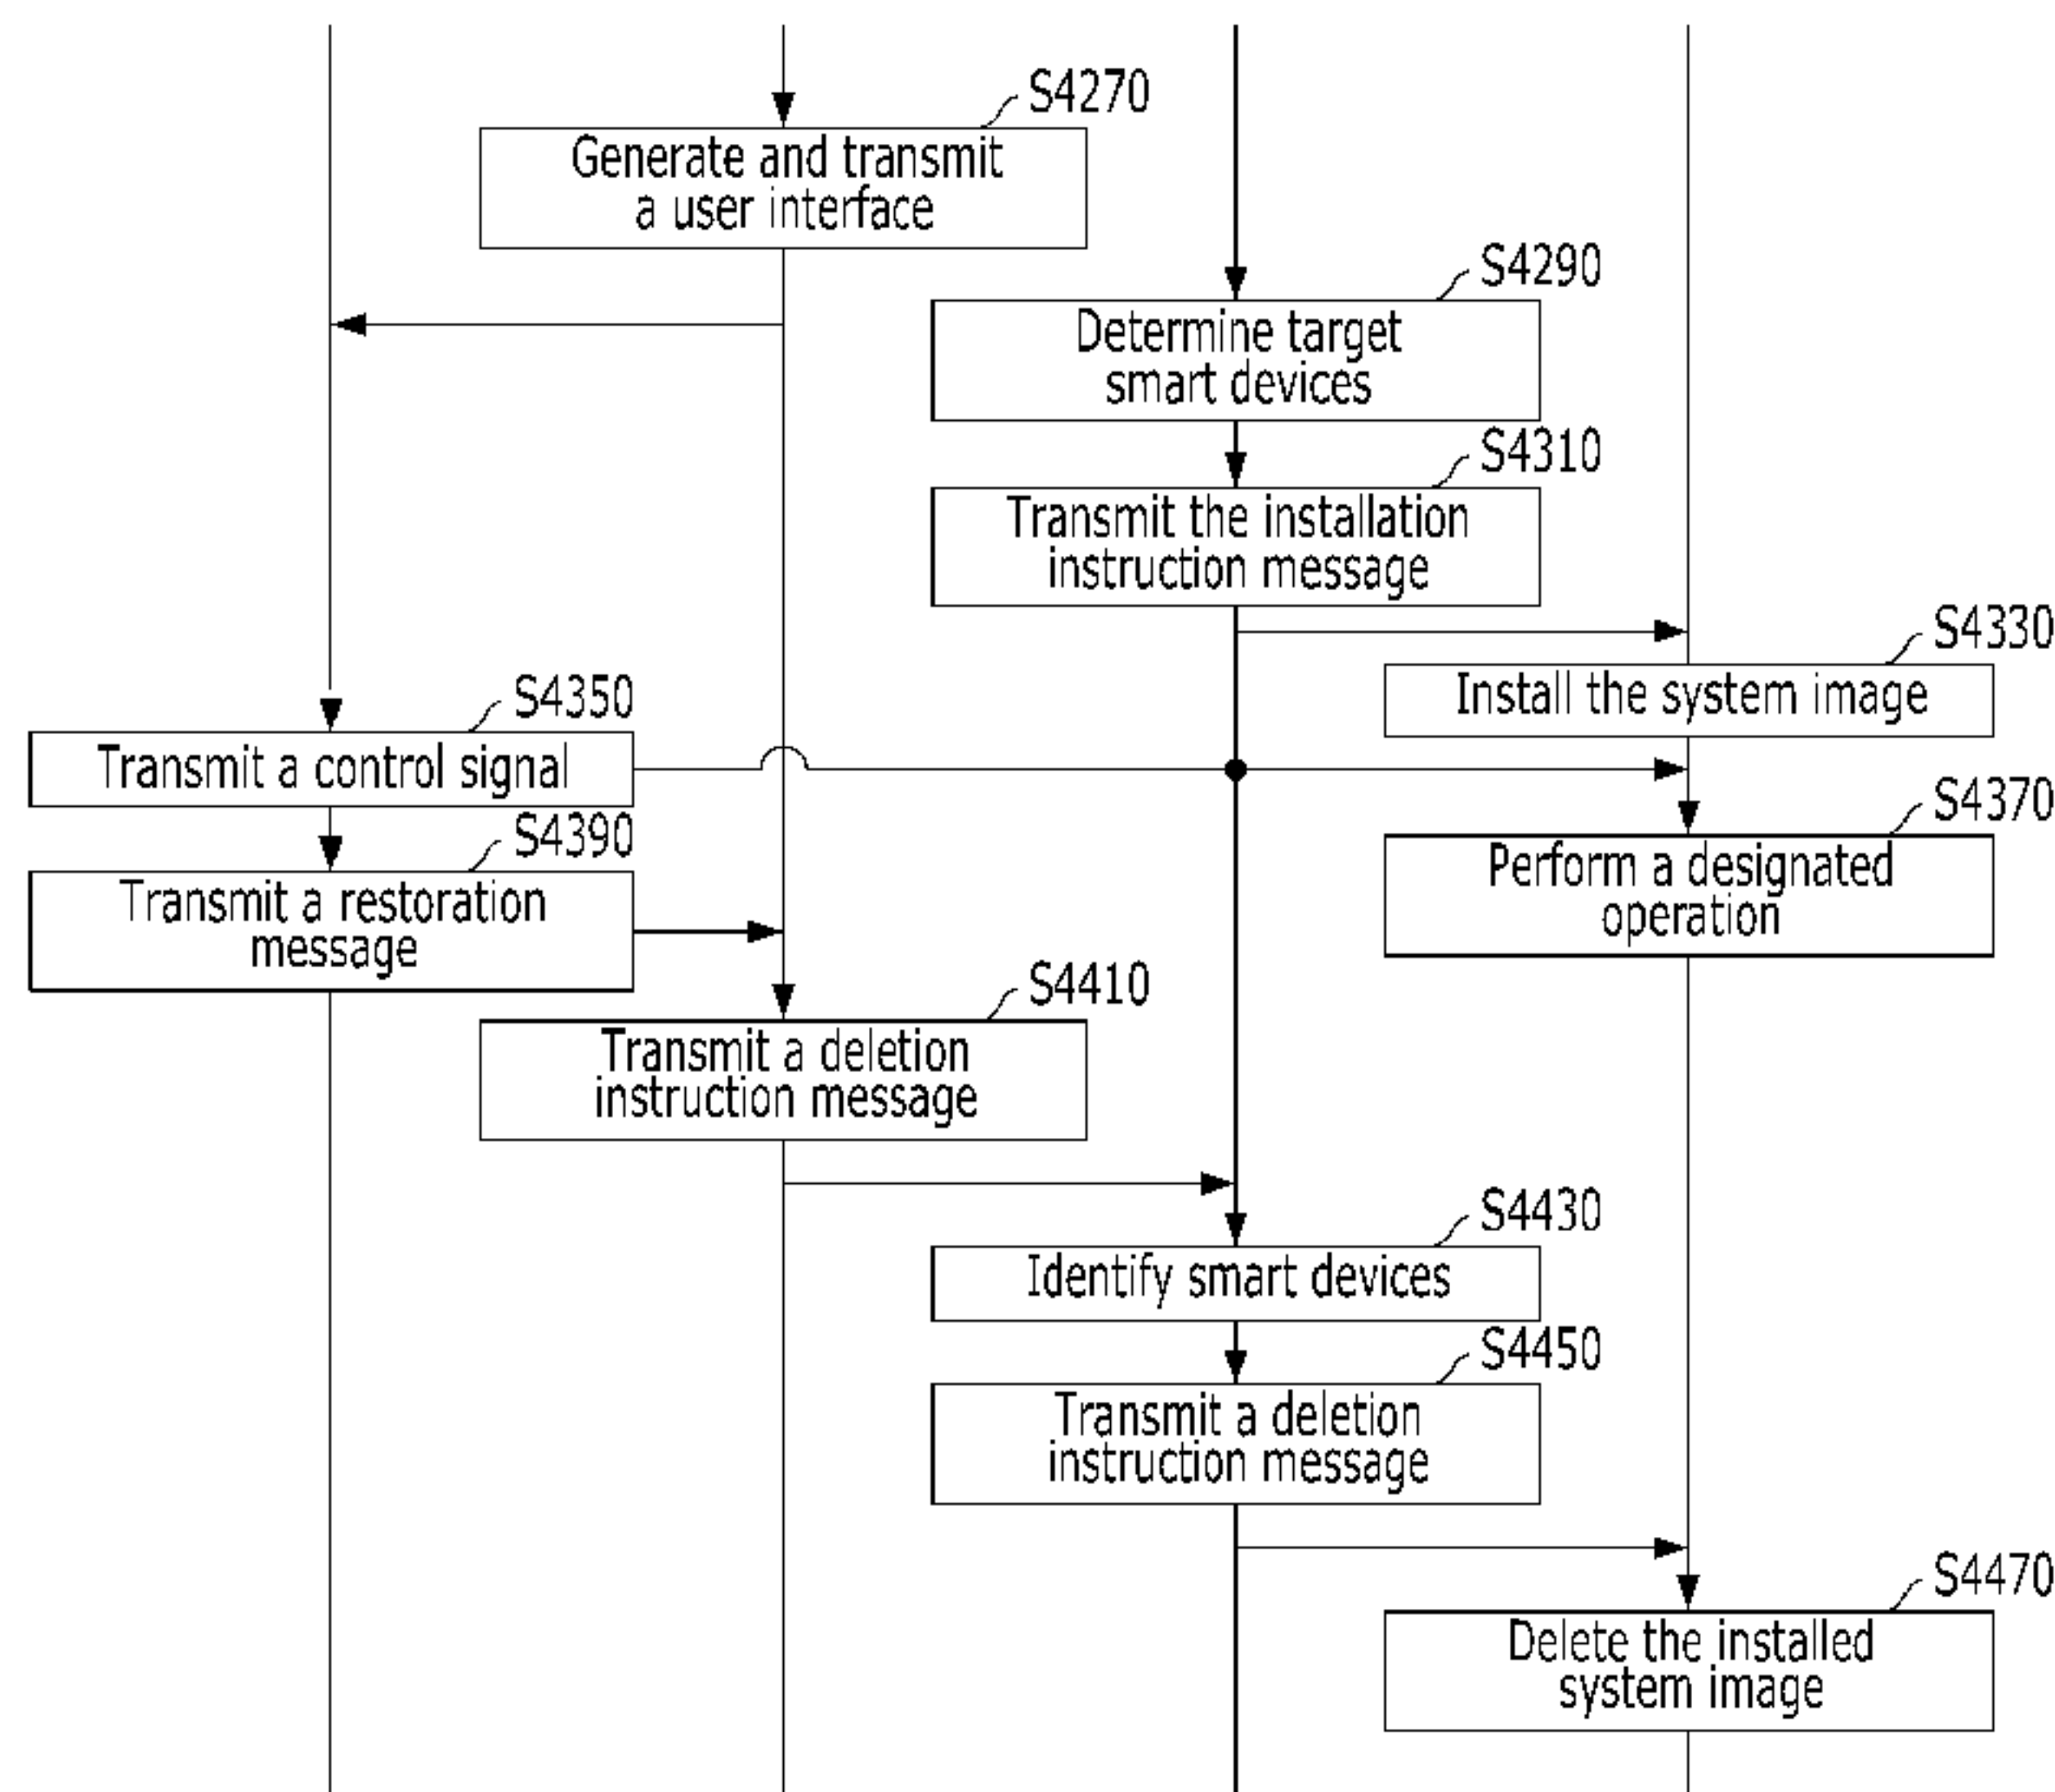 S4270
Generate and transmit
a user interface
S4290
Determine target
smart devices
S4310
Transmit the installation
instruction message
S4330
Install the system image
S4350
Transmit a control signal
S4370
Perform a designated
operation
S4390
Transmit a restoration
message
S4410
Transmit a deletion
instruction message
S4430
Identify smart devices
S4450
Transmit a deletion
instruction message
S4470
Delete the installed
system image